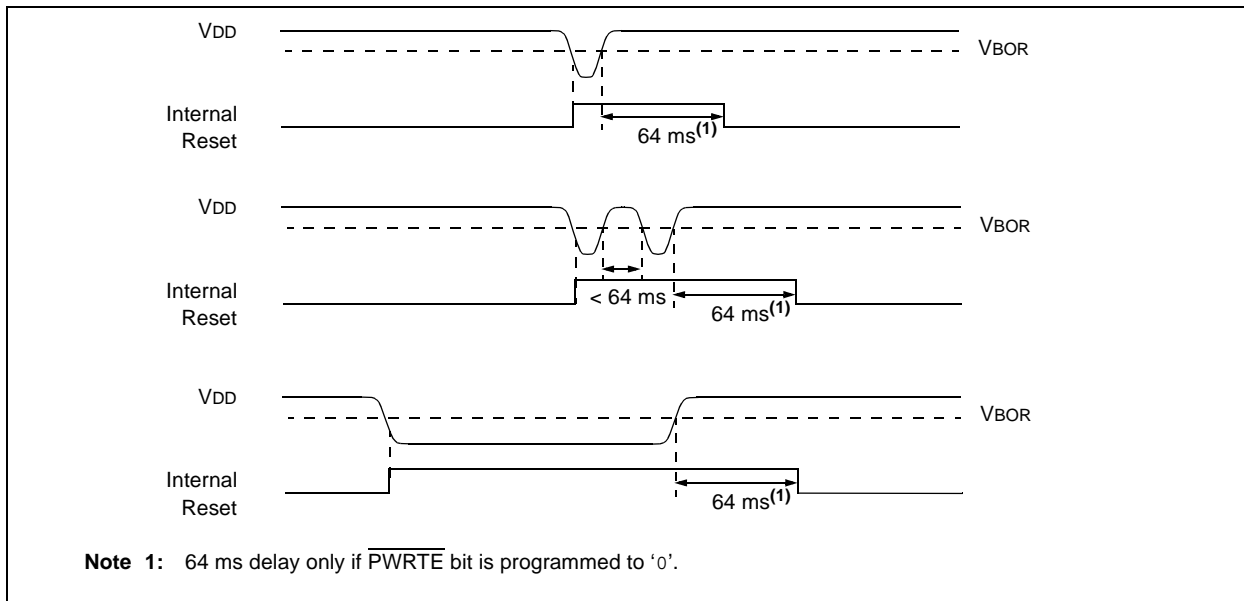 VDD
VBOR
Internal
Reset
64 ms(1)
VDD
VBOR
Internal
Reset
< 64 ms
64 ms(1)
VDD
VBOR
Internal
Reset
64 ms(1)
Note 1: 64 ms delay only if PWRTE bit is programmed to ‘0’.